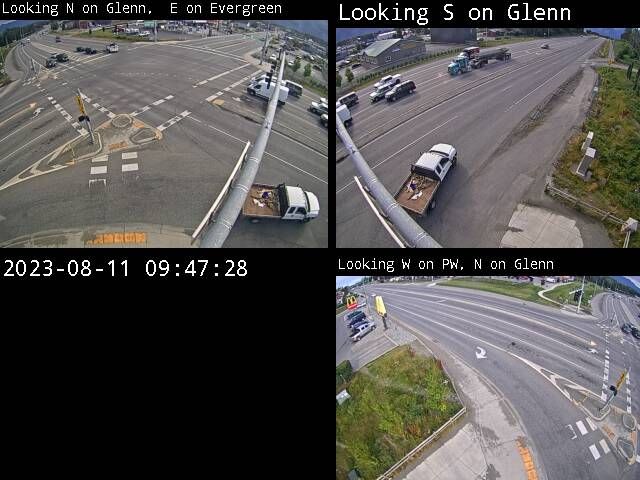 Looking N on Glenn,  E on Evergreen
Looking S on Glenn
2023-08-11 09:47:28
Looking W on PW, N on Glenn